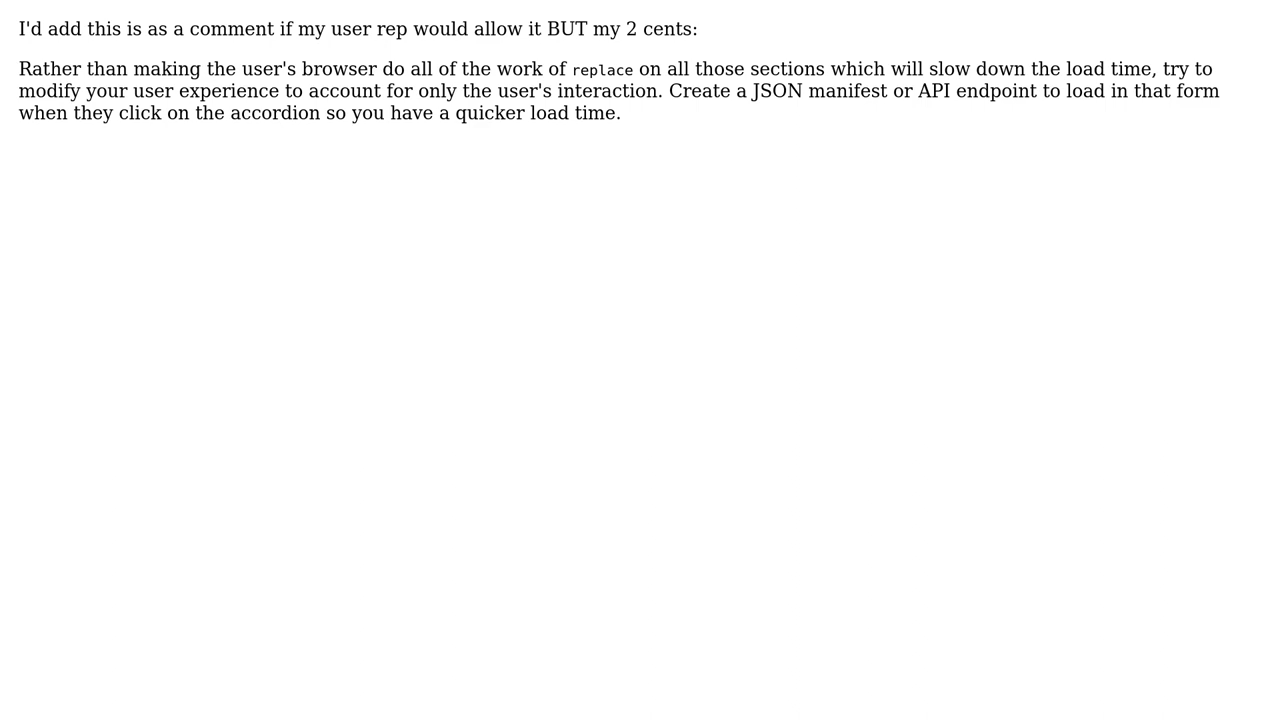 I'd add this is as a comment if my user rep would allow it BUT my 2 cents:
Rather than making the user's browser do all of the work of replace on all those sections which will slow down the load time, try to
modify your user experience to account for only the user's interaction. Create a JSON manifest or API endpoint to load in that form
when they click on the accordion so you have a quicker load time.